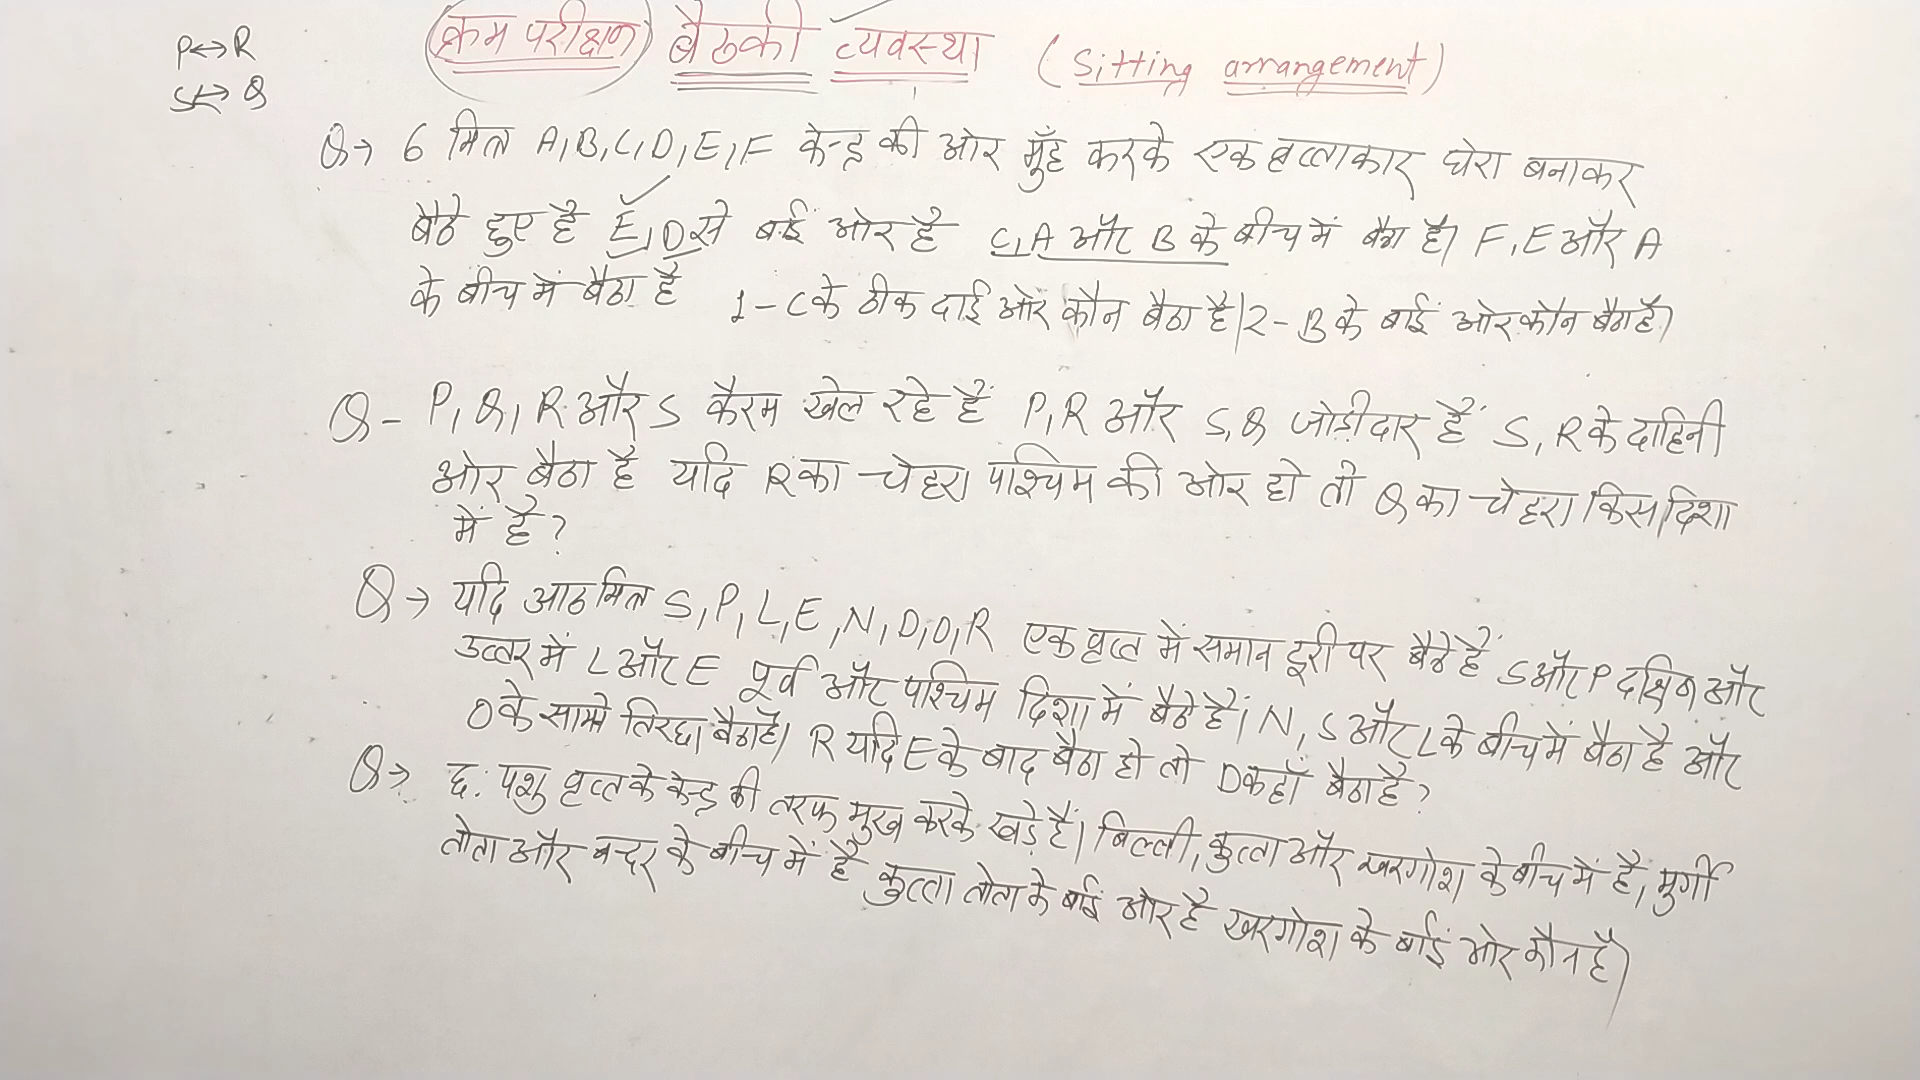 P↔R
S↔Q
क्रम परीक्षण बैठकी व्यवस्था (Sitting arrangement)
Q→ 6 मित्र A,B,C,D,E,F केन्द्र की ओर मुँह करके एक वृत्ताकार घेरा बनाकर
बैठे हुए है E,D से बाईं ओर है C,A और B के बीच में बैठा है। F,E और A
के बीच में बैठा है 1-C के ठीक दाईं ओर कौन बैठा है।2-B के बाईं ओर कौन बैठा है।
Q- P,Q,R और S कैरम खेल रहे हैं P,R और S,Q जोड़ीदार हैं S,R के दाहिनी
ओर बैठा है यदि R का चेहरा पश्चिम की ओर हो तो Q का चेहरा किस दिशा
में है?
Q→ यदि आठ मित्र S,P,L,E,N,D,O,R एक वृत्त में समान दूरी पर बैठे हैं S और P दक्षिण और
उत्तर में L और E पूर्व और पश्चिम दिशा में बैठे हैं। N,S और L के बीच में बैठा है और
O के सामने तिरछा बैठा है। R यदि E के बाद बैठा हो तो D कहाँ बैठा है?
Q→ छ: पशु वृत्त के केन्द्र की तरफ मुख करके खड़े हैं। बिल्ली, कुत्ता और खरगोश के बीच में है, मुर्गी
तोता और बन्दर के बीच में है कुत्ता तोता के बाईं ओर है खरगोश के बाईं ओर कौन है।